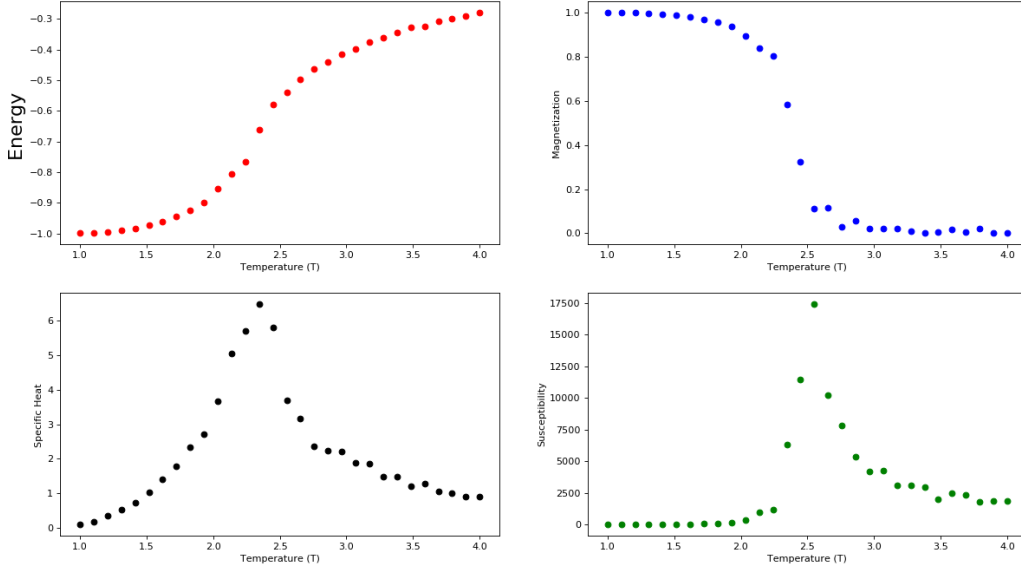 Energy
−0.3
−0.4
−0.5
−0.6
−0.7
−0.8
−0.9
−1.0
1.0 1.5 2.0 2.5 3.0 3.5 4.0
Temperature (T)
Magnetization
1.0
0.8
0.6
0.4
0.2
0.0
1.0 1.5 2.0 2.5 3.0 3.5 4.0
Temperature (T)
Specific Heat
6
5
4
3
2
1
0
1.0 1.5 2.0 2.5 3.0 3.5 4.0
Temperature (T)
Susceptibility
17500
15000
12500
10000
7500
5000
2500
0
1.0 1.5 2.0 2.5 3.0 3.5 4.0
Temperature (T)